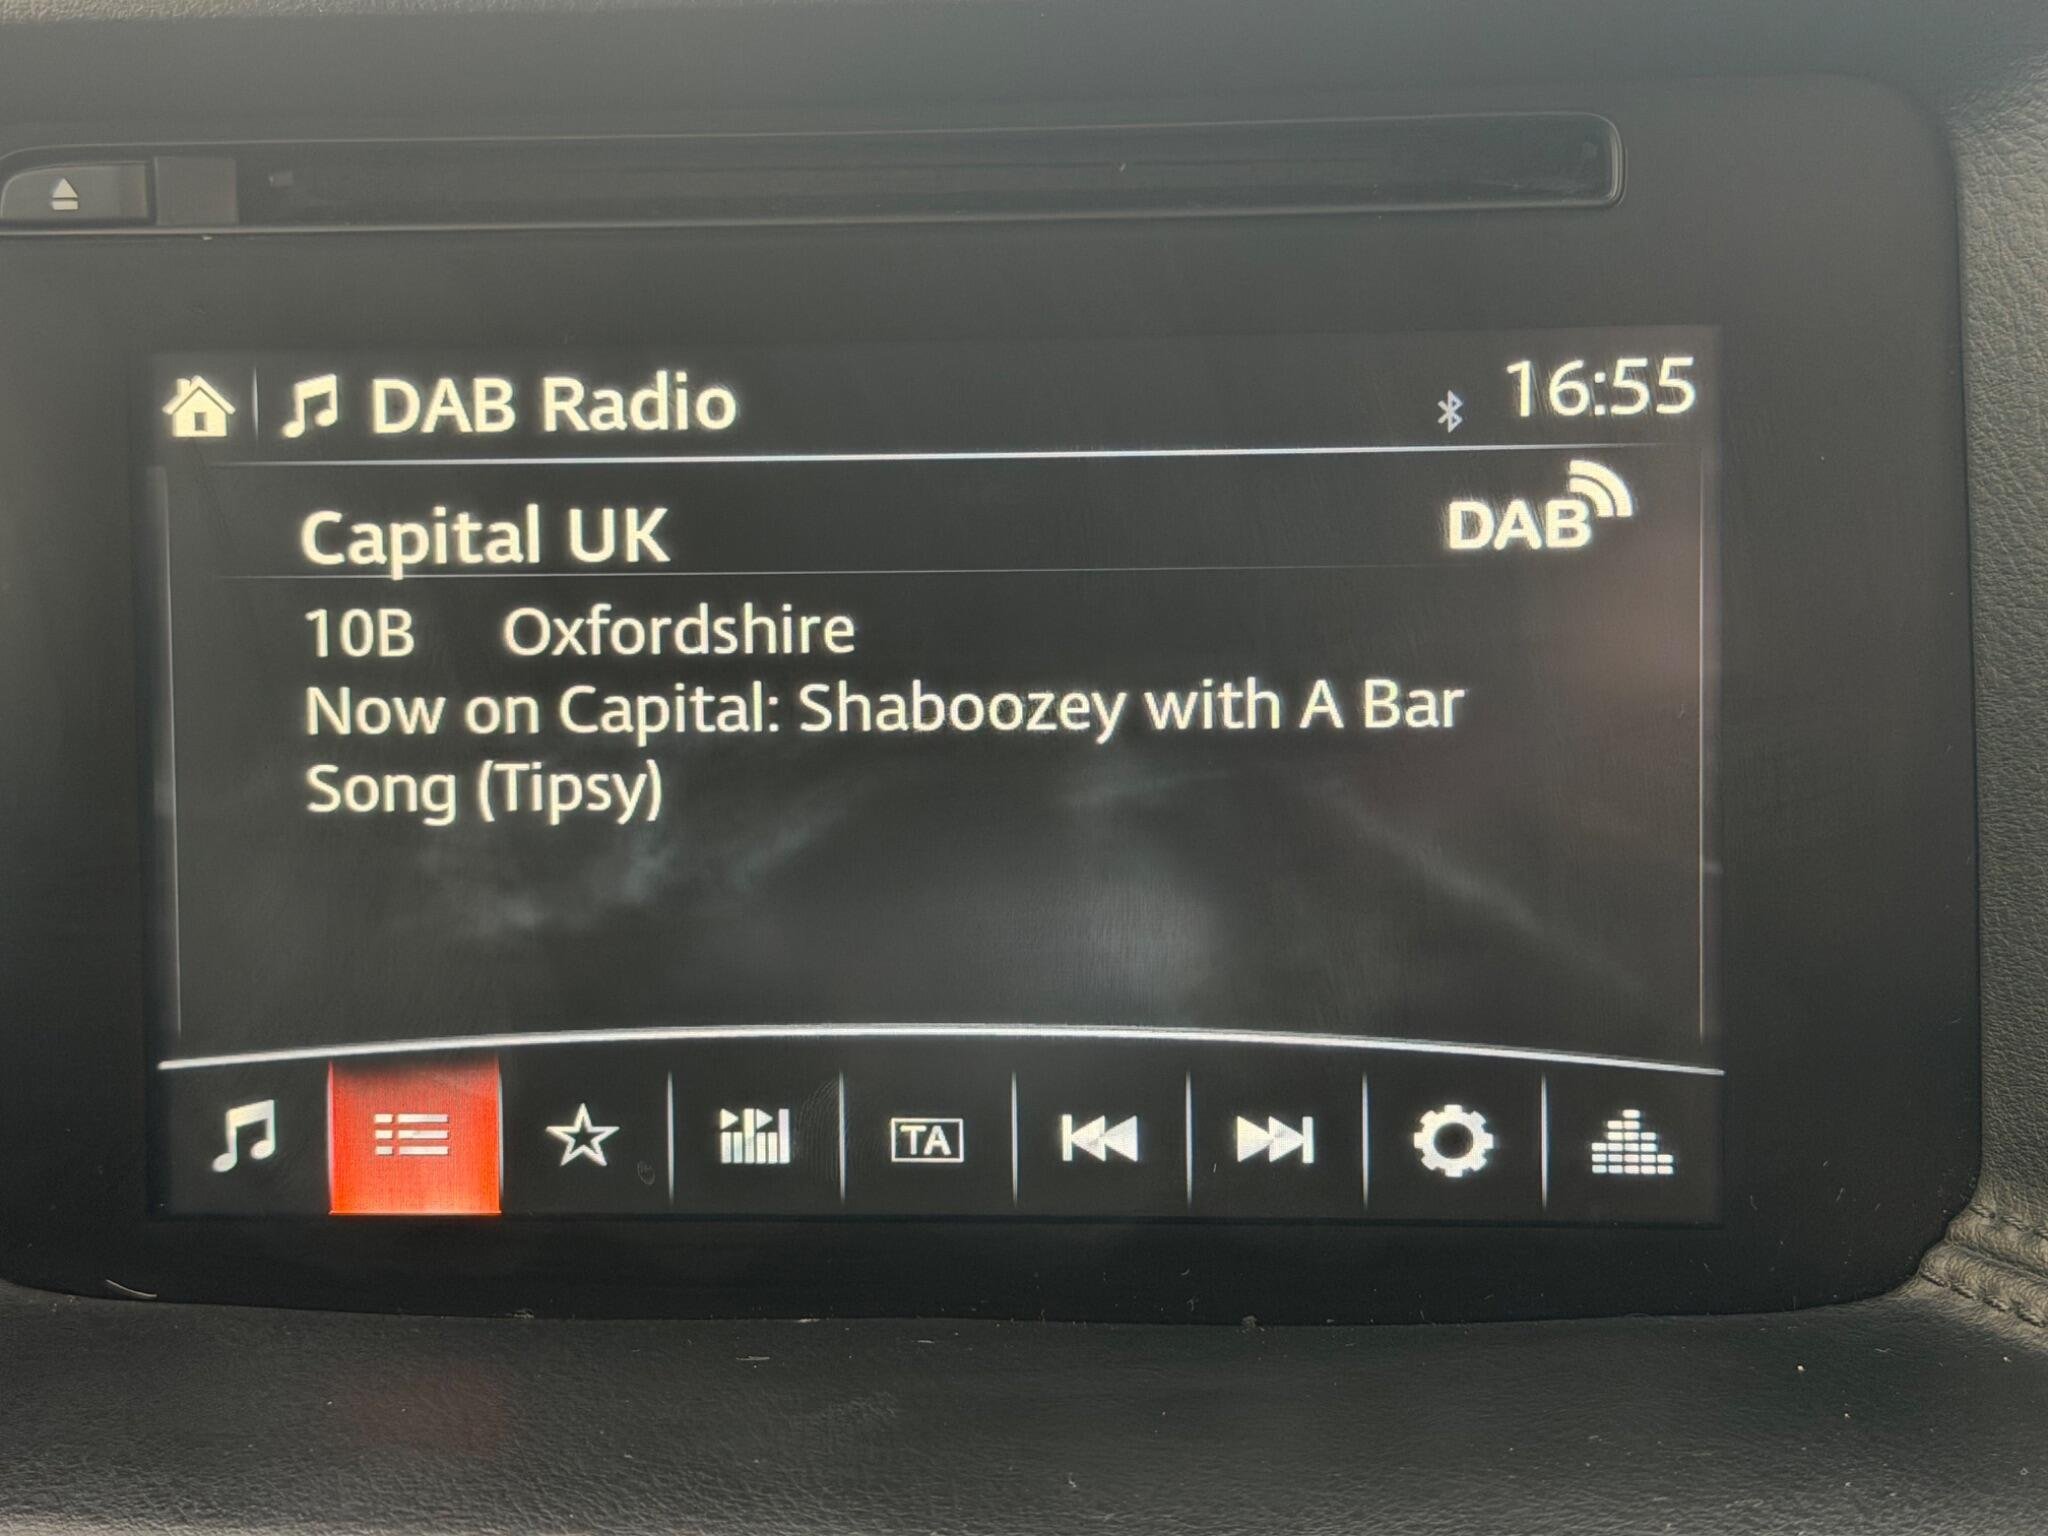 DAB Radio 16:55
Capital UK DAB
10B Oxfordshire
Now on Capital: Shaboozey with A Bar
Song (Tipsy)
TA